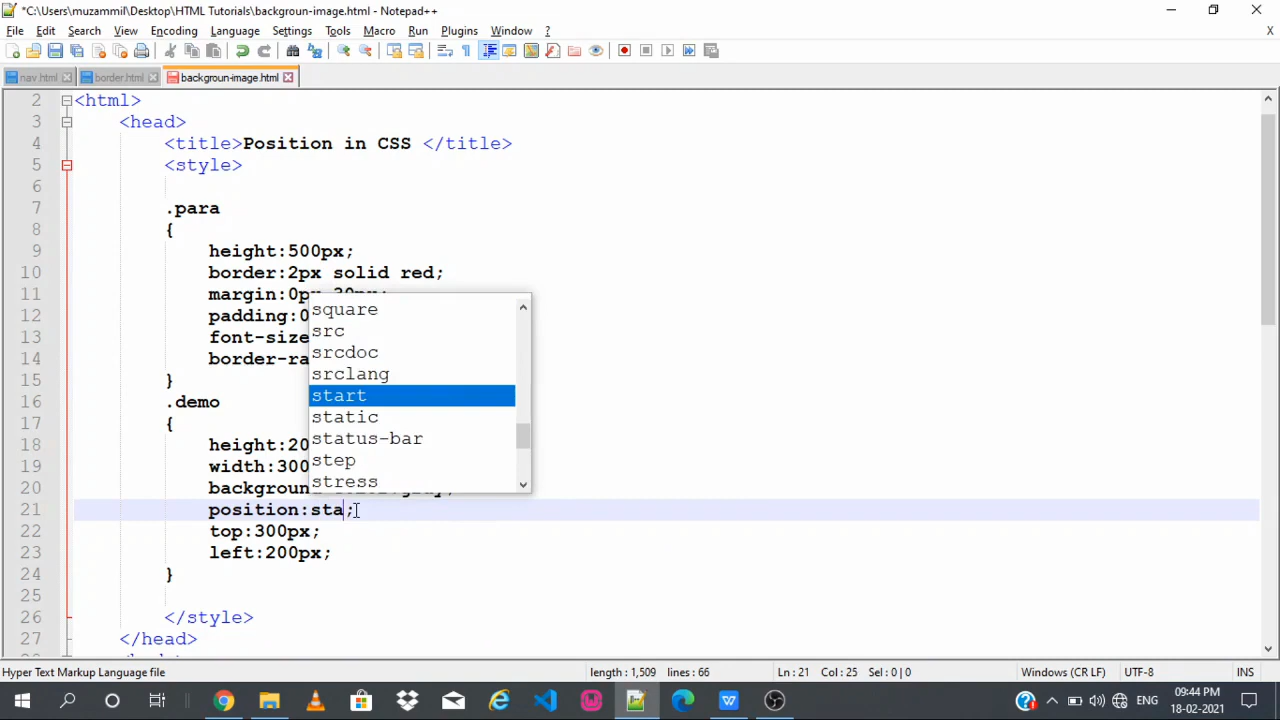 *C:\Users\muzammil\Desktop\HTML Tutorials\backgroun-image.html - Notepad++
File Edit Search View Encoding Language Settings Tools Macro Run Plugins Window ? X
nav.html border.html backgroun-image.html
2 <html>
3 <head>
4 <title>Position in CSS </title>
5 <style>
6
7 .para
8 {
9 height:500px;
10 border:2px solid red;
11 margin:0px 30px;
12 padding:0
13 font-size
14 border-ra
15 }
16 .demo
17 {
18 height:20
19 width:300
20 background
21 position:sta;
22 top:300px;
23 left:200px;
24 }
25
26 </style>
27 </head>
square
src
srcdoc
srclang
start
static
status-bar
step
stress
Hyper Text Markup Language file length : 1,509 lines : 66 Ln : 21 Col : 25 Sel : 0 | 0 Windows (CR LF) UTF-8 INS
ENG 09:44 PM
18-02-2021